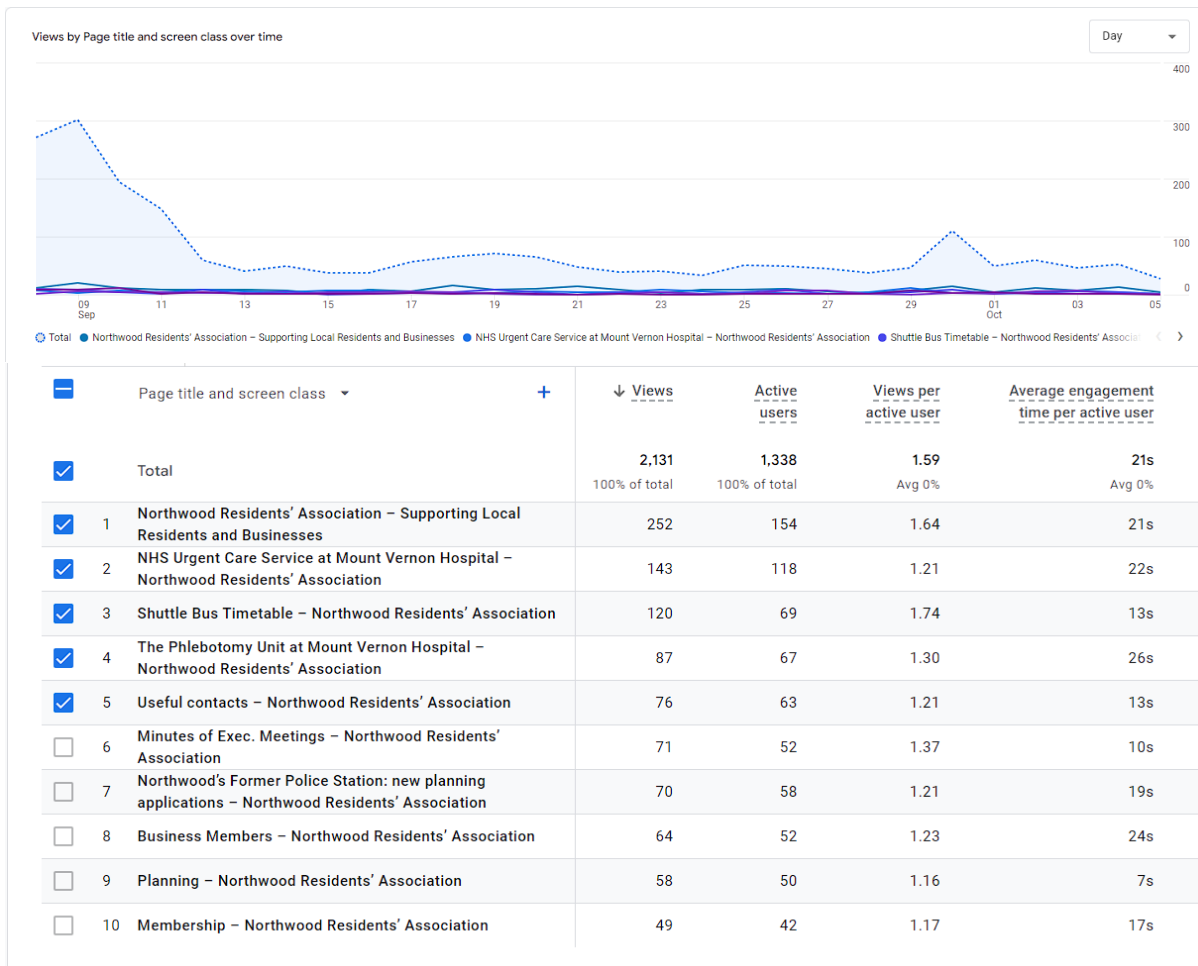 Views by Page title and screen class over time
Day
400
300
200
100
0
09
Sep
11
13
15
17
19
21
23
25
27
29
01
Oct
03
05
Total
Northwood Residents' Association – Supporting Local Residents and Businesses
NHS Urgent Care Service at Mount Vernon Hospital – Northwood Residents' Association
Shuttle Bus Timetable – Northwood Residents' Associa
Page title and screen class
Views
Active
users
Views per
active user
Average engagement
time per active user
Total
2,131
100% of total
1,338
100% of total
1.59
Avg 0%
21s
Avg 0%
1
Northwood Residents' Association – Supporting Local
Residents and Businesses
252
154
1.64
21s
2
NHS Urgent Care Service at Mount Vernon Hospital –
Northwood Residents' Association
143
118
1.21
22s
3
Shuttle Bus Timetable – Northwood Residents' Association
120
69
1.74
13s
4
The Phlebotomy Unit at Mount Vernon Hospital –
Northwood Residents' Association
87
67
1.30
26s
5
Useful contacts – Northwood Residents' Association
76
63
1.21
13s
6
Minutes of Exec. Meetings – Northwood Residents'
Association
71
52
1.37
10s
7
Northwood's Former Police Station: new planning
applications – Northwood Residents' Association
70
58
1.21
19s
8
Business Members – Northwood Residents' Association
64
52
1.23
24s
9
Planning – Northwood Residents' Association
58
50
1.16
7s
10
Membership – Northwood Residents' Association
49
42
1.17
17s